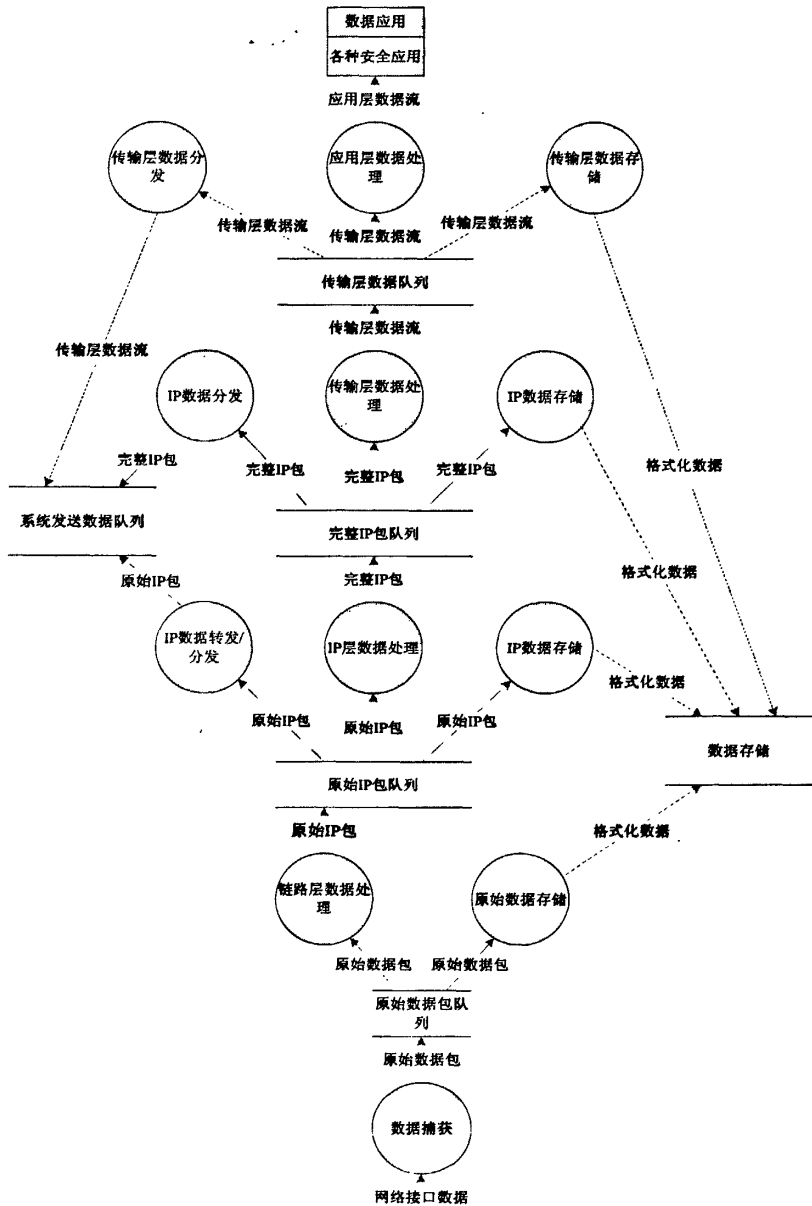 数据应用
各种安全应用
应用层数据流
传输层数据分
发
应用层数据处
理
传输层数据存
储
传输层数据流
传输层数据流
传输层数据流
传输层数据队列
传输层数据流
传输层数据流
IP数据分发
传输层数据处
理
IP数据存储
完整IP包
完整IP包
完整IP包
完整IP包
格式化数据
系统发送数据队列
完整IP包队列
原始IP包
完整IP包
格式化数据
IP数据转发/
分发
IP层数据处理
IP数据存储
格式化数据
原始IP包
原始IP包
原始IP包
数据存储
原始IP包队列
原始IP包
格式化数据
链路层数据处
理
原始数据存储
原始数据包
原始数据包
原始数据包队
列
原始数据包
数据捕获
网络接口数据